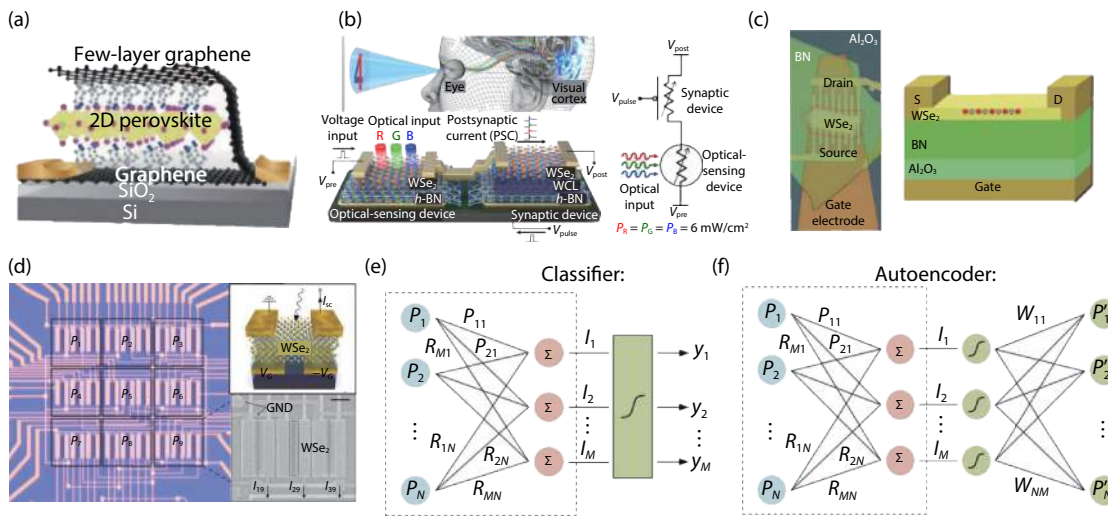 (a)
Few-layer graphene
2D perovskite
Graphene
SiO2
Si
(b)
Eye
Visual
cortex
Voltage
input
Optical input
R G B
Postsynaptic
current (PSC)
Vpre
WSe2
h-BN
Optical-sensing device
WSe2
WCL
h-BN
Synaptic device
Vpost
Vpulse
Vpost
Vpulse
Synaptic
device
Optical
input
Optical-
sensing
device
Vpre
PR = PG = PB = 6 mW/cm²
(c)
BN
Al2O3
Drain
WSe2
Source
Gate
electrode
S
D
WSe2
BN
Al2O3
Gate
(d)
P1 P2 P3
P4 P5 P6
P7 P8 P9
Isc
WSe2
VG
−VG
GND
WSe2
I19 I29 I39
(e)
Classifier:
P1
P2
⋮
PN
P11
P21
RM1
R1N
R2N
RMN
Σ
Σ
⋮
Σ
I1
I2
⋮
IM
y1
y2
⋮
yM
(f)
Autoencoder:
P1
P2
⋮
PN
P11
P21
RM1
R1N
R2N
RMN
Σ
Σ
⋮
Σ
I1
I2
⋮
IM
W11
WNM
P′1
P′2
⋮
P′N